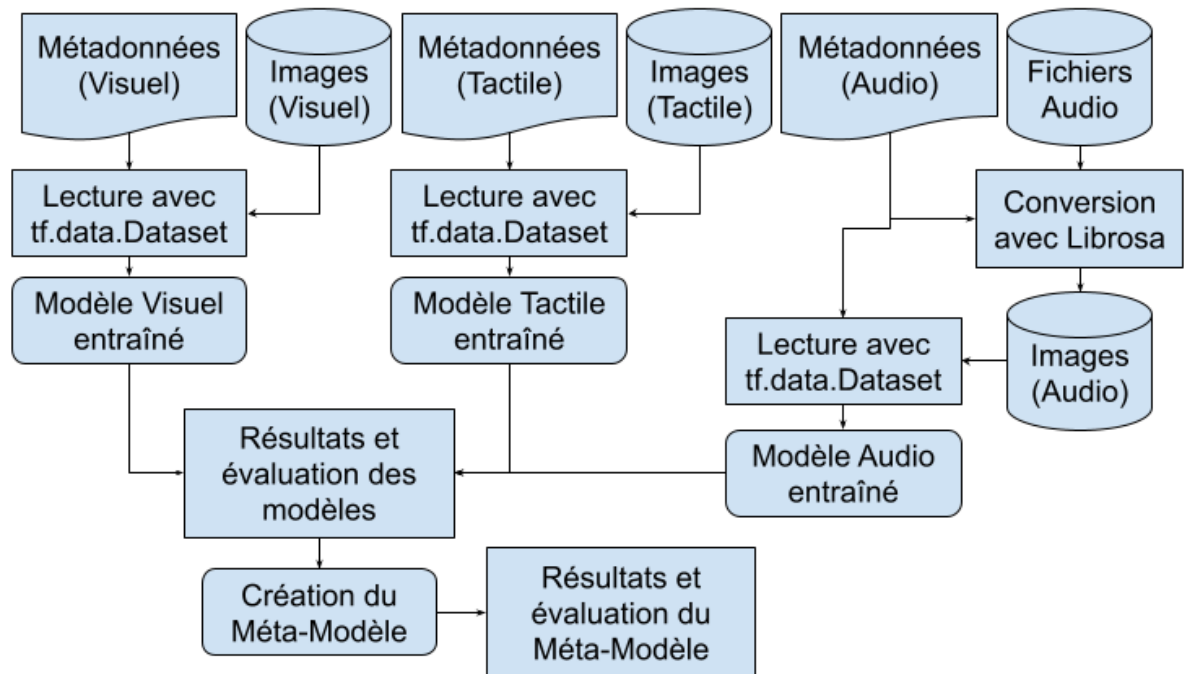 Métadonnées
(Visuel)
Images
(Visuel)
Métadonnées
(Tactile)
Images
(Tactile)
Métadonnées
(Audio)
Fichiers
Audio
Lecture avec
tf.data.Dataset
Lecture avec
tf.data.Dataset
Conversion
avec Librosa
Modèle Visuel
entraîné
Modèle Tactile
entraîné
Lecture avec
tf.data.Dataset
Images
(Audio)
Résultats et
évaluation des
modèles
Modèle Audio
entraîné
Création du
Méta-Modèle
Résultats et
évaluation du
Méta-Modèle